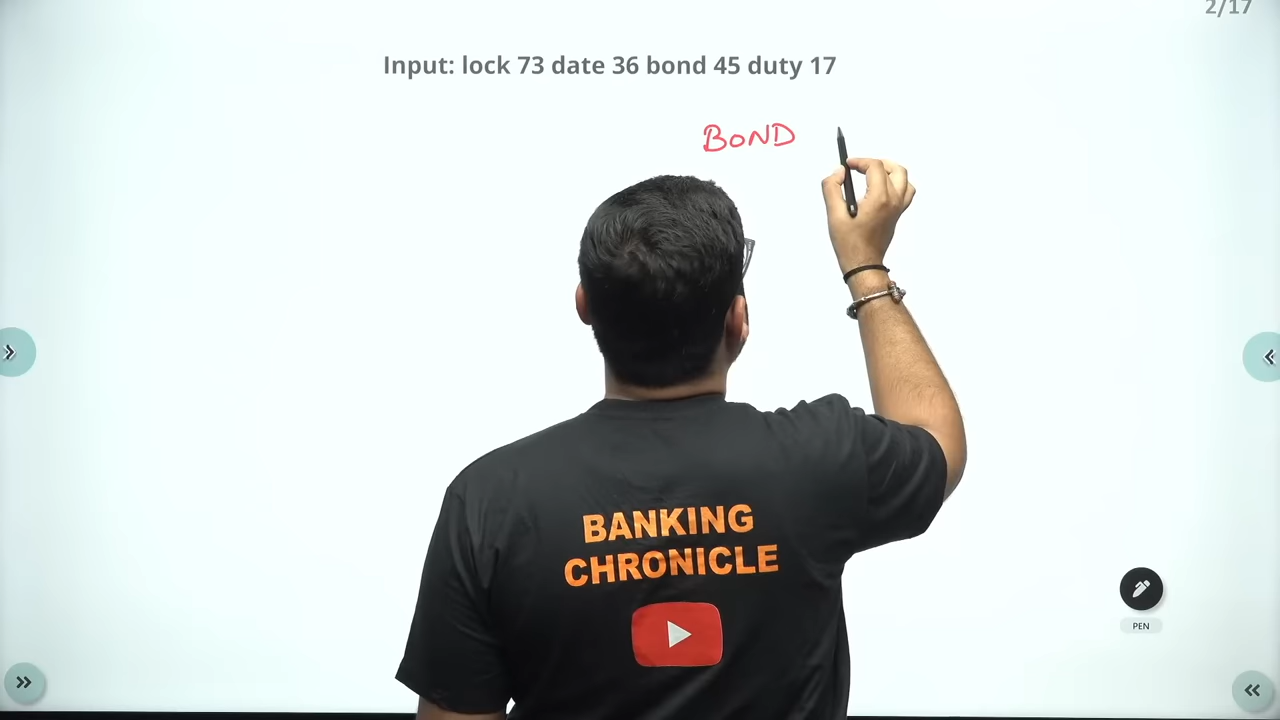 2/17
Input: lock 73 date 36 bond 45 duty 17
BOND
BANKING
CHRONICLE
PEN